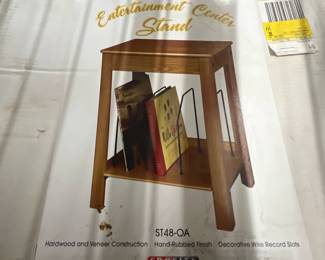 Entertainment Center
Stand
ST48-OA
Hardwood and Veneer Construction Hand-Rubbed Finish Decorative Wire Record Slots